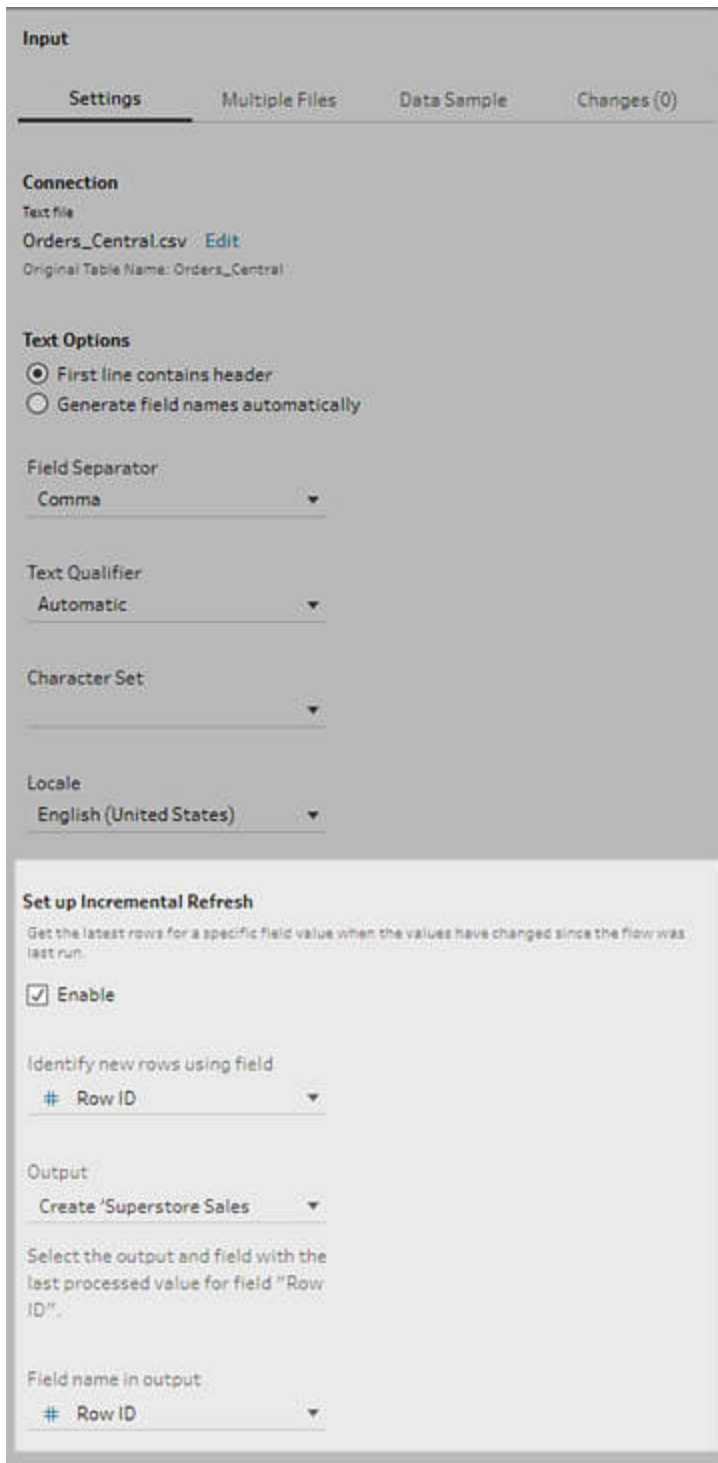 Input
Settings Multiple Files Data Sample Changes (0)
Connection
Text file
Orders_Central.csv Edit
Original Table Name: Orders_Central
Text Options
First line contains header
Generate field names automatically
Field Separator
Comma
Text Qualifier
Automatic
Character Set
Locale
English (United States)
Set up Incremental Refresh
Get the latest rows for a specific field value when the values have changed since the flow was
last run.
Enable
Identify new rows using field
# Row ID
Output
Create 'Superstore Sales
Select the output and field with the
last processed value for field "Row
ID".
Field name in output
# Row ID